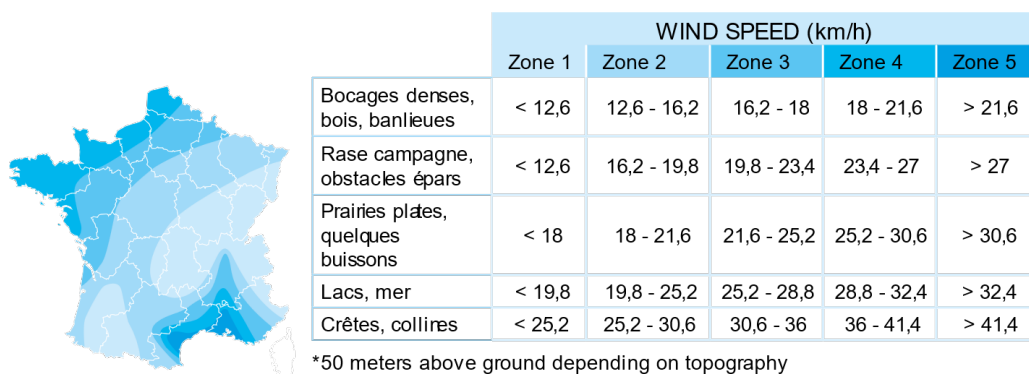 WIND SPEED (km/h)
Zone 1 Zone 2 Zone 3 Zone 4 Zone 5
Bocages denses,
bois, banlieues
< 12,6 12,6 - 16,2 16,2 - 18 18 - 21,6 > 21,6
Rase campagne,
obstacles épars
< 12,6 16,2 - 19,8 19,8 - 23,4 23,4 - 27 > 27
Prairies plates,
quelques
buissons
< 18 18 - 21,6 21,6 - 25,2 25,2 - 30,6 > 30,6
Lacs, mer < 19,8 19,8 - 25,2 25,2 - 28,8 28,8 - 32,4 > 32,4
Crêtes, collines < 25,2 25,2 - 30,6 30,6 - 36 36 - 41,4 > 41,4
*50 meters above ground depending on topography